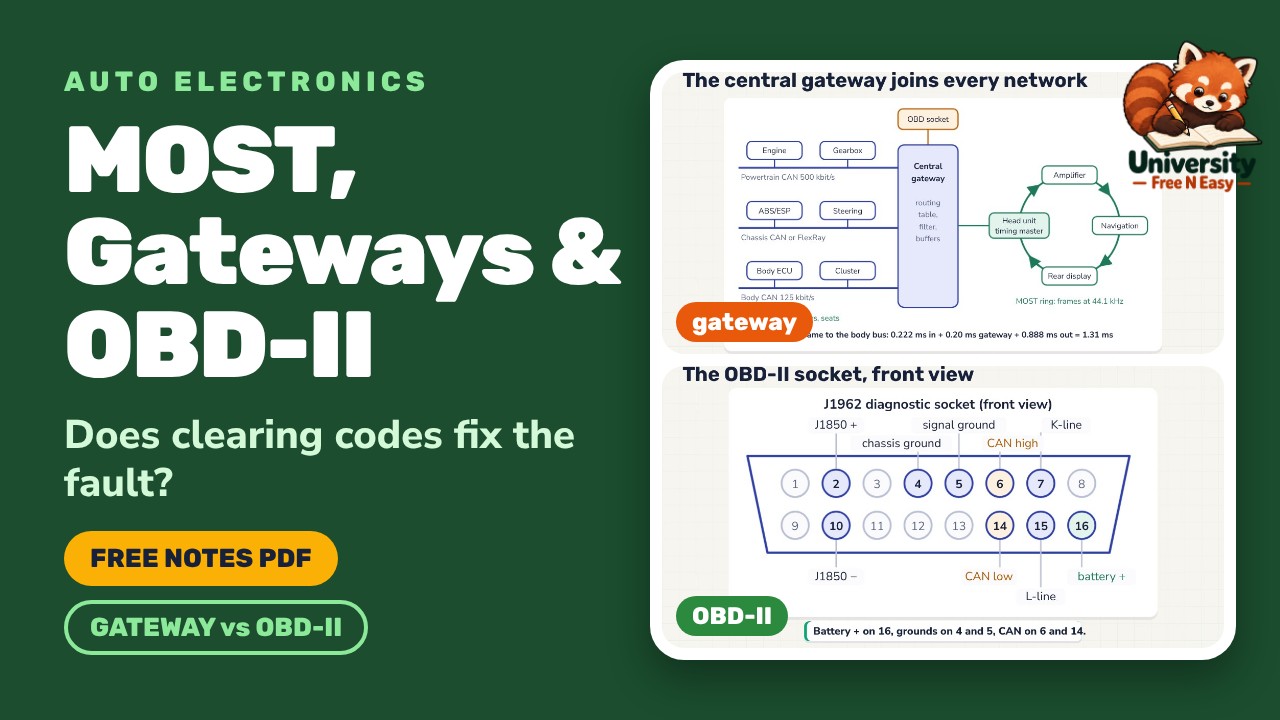 AUTO ELECTRONICS
MOST,
Gateways &
OBD-II
Does clearing codes fix the
fault?
FREE NOTES PDF
GATEWAY vs OBD-II
The central gateway joins every network
University
Free N Easy
OBD socket
Engine
Gearbox
Powertrain CAN 500 kbit/s
Central
gateway
routing
table,
filter,
buffers
ABS/ESP
Steering
Chassis CAN or FlexRay
Body ECU
Cluster
Body CAN 125 kbit/s
seats
Amplifier
Head unit
timing master
Navigation
Rear display
MOST ring: frames at 44.1 kHz
gateway
to the body bus: 0.222 ms in + 0.20 ms gateway + 0.888 ms out = 1.31 ms
The OBD-II socket, front view
J1962 diagnostic socket (front view)
J1850 +
signal ground
K-line
chassis ground
CAN high
1 2 3 4 5 6 7 8
9 10 11 12 13 14 15 16
J1850 −
CAN low
battery +
L-line
OBD-II
Battery + on 16, grounds on 4 and 5, CAN on 6 and 14.